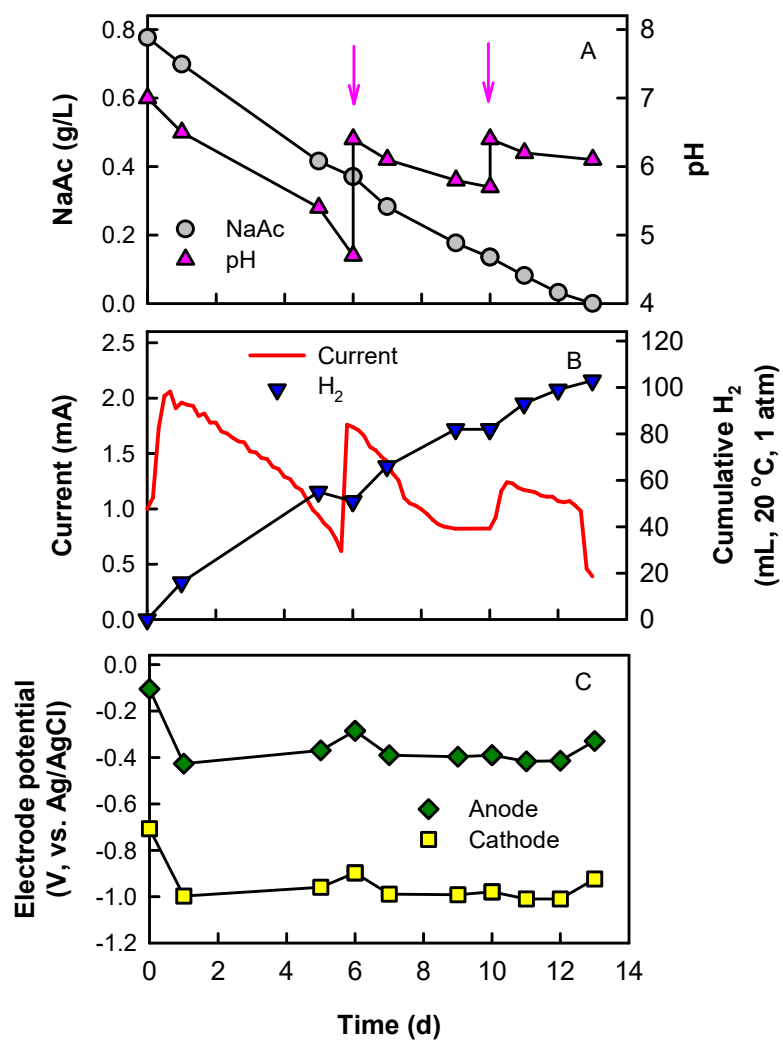 A
NaAc (g/L)
0.8
0.6
0.4
0.2
0.0
NaAc
pH
8
7
6
5
4
pH
B
Current (mA)
2.5
2.0
1.5
1.0
0.5
0.0
Current
H₂
120
100
80
60
40
20
0
Cumulative H₂
(mL, 20 °C, 1 atm)
C
Electrode potential
(V, vs. Ag/AgCl)
0.0
-0.2
-0.4
-0.6
-0.8
-1.0
-1.2
Anode
Cathode
0 2 4 6 8 10 12 14
Time (d)